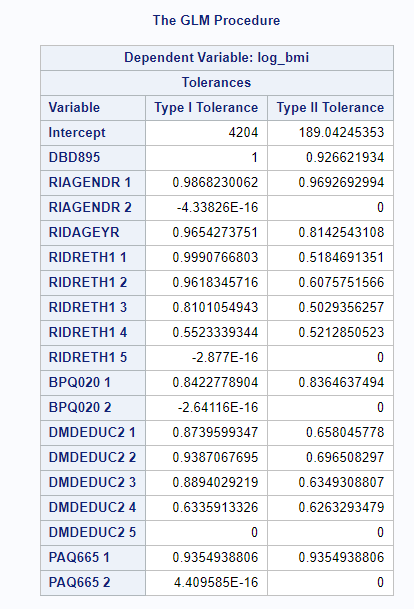 The GLM Procedure
Dependent Variable: log_bmi
Tolerances
Variable Type I Tolerance Type II Tolerance
Intercept 4204 189.04245353
DBD895 1 0.926621934
RIAGENDR 1 0.9868230062 0.9692692994
RIAGENDR 2 -4.33826E-16 0
RIDAGEYR 0.9654273751 0.8142543108
RIDRETH1 1 0.9990766803 0.5184691351
RIDRETH1 2 0.9618345716 0.6075751566
RIDRETH1 3 0.8101054943 0.5029356257
RIDRETH1 4 0.5523339344 0.5212850523
RIDRETH1 5 -2.877E-16 0
BPQ020 1 0.8422778904 0.8364637494
BPQ020 2 -2.64116E-16 0
DMDEDUC2 1 0.8739599347 0.658045778
DMDEDUC2 2 0.9387067695 0.696508297
DMDEDUC2 3 0.8894029219 0.6349308807
DMDEDUC2 4 0.6335913326 0.6263293479
DMDEDUC2 5 0 0
PAQ665 1 0.9354938806 0.9354938806
PAQ665 2 4.409585E-16 0